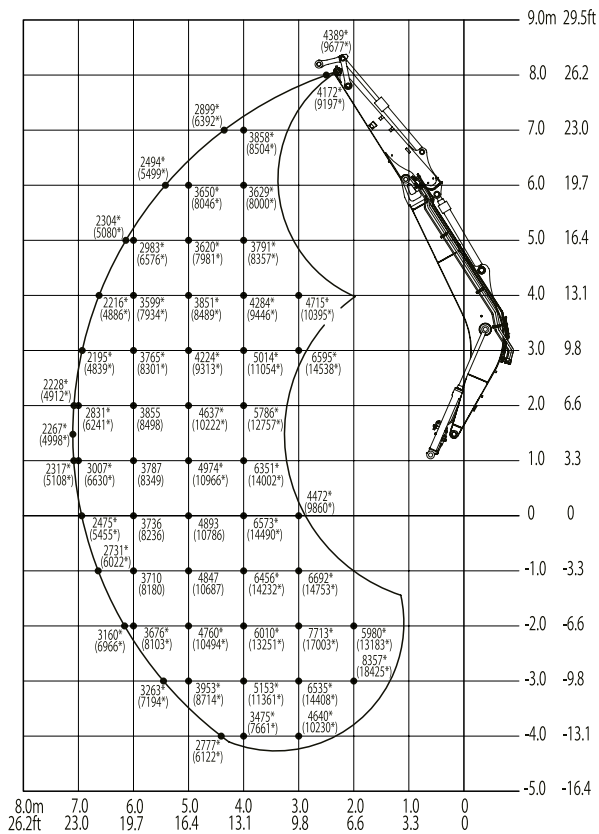 9.0m 29.5ft
4389*
(9677*)
8.0 26.2
4172*
(9197*)
2899*
(6392*)
7.0 23.0
3858*
(8504*)
2494*
(5499*)
6.0 19.7
3650* 3629*
(8046*) (8000*)
2304*
(5080*)
5.0 16.4
2983* 3620* 3791*
(6576*) (7981*) (8357*)
4.0 13.1
2216* 3599* 3851* 4284* 4715*
(4886*) (7934*) (8489*) (9446*) (10395*)
3.0 9.8
2195* 3765* 4224* 5014* 6595*
(4839*) (8301*) (9313*) (11054*) (14538*)
2228*
(4912*)
2.0 6.6
2831* 3855 4637* 5786*
(6241*) (8498) (10222*) (12757*)
2267*
(4998*)
1.0 3.3
2317* 3007* 3787 4974* 6351*
(5108*) (6630*) (8349) (10966*) (14002*)
4472*
(9860*)
0 0
2475* 3736 4893 6573*
(5455*) (8236) (10786) (14490*)
2731*
(6022*)
-1.0 -3.3
3710 4847 6456* 6692*
(8180) (10687) (14232*) (14753*)
-2.0 -6.6
3160* 3676* 4760* 6010* 7713* 5980*
(6966*) (8103*) (10494*) (13251*) (17003*) (13183*)
8357*
(18425*)
-3.0 -9.8
3263* 3953* 5153* 6535*
(7194*) (8714*) (11361*) (14408*)
3475* 4640*
(7661*) (10230*)
-4.0 -13.1
2777*
(6122*)
-5.0 -16.4
8.0m 7.0 6.0 5.0 4.0 3.0 2.0 1.0 0
26.2ft 23.0 19.7 16.4 13.1 9.8 6.6 3.3 0